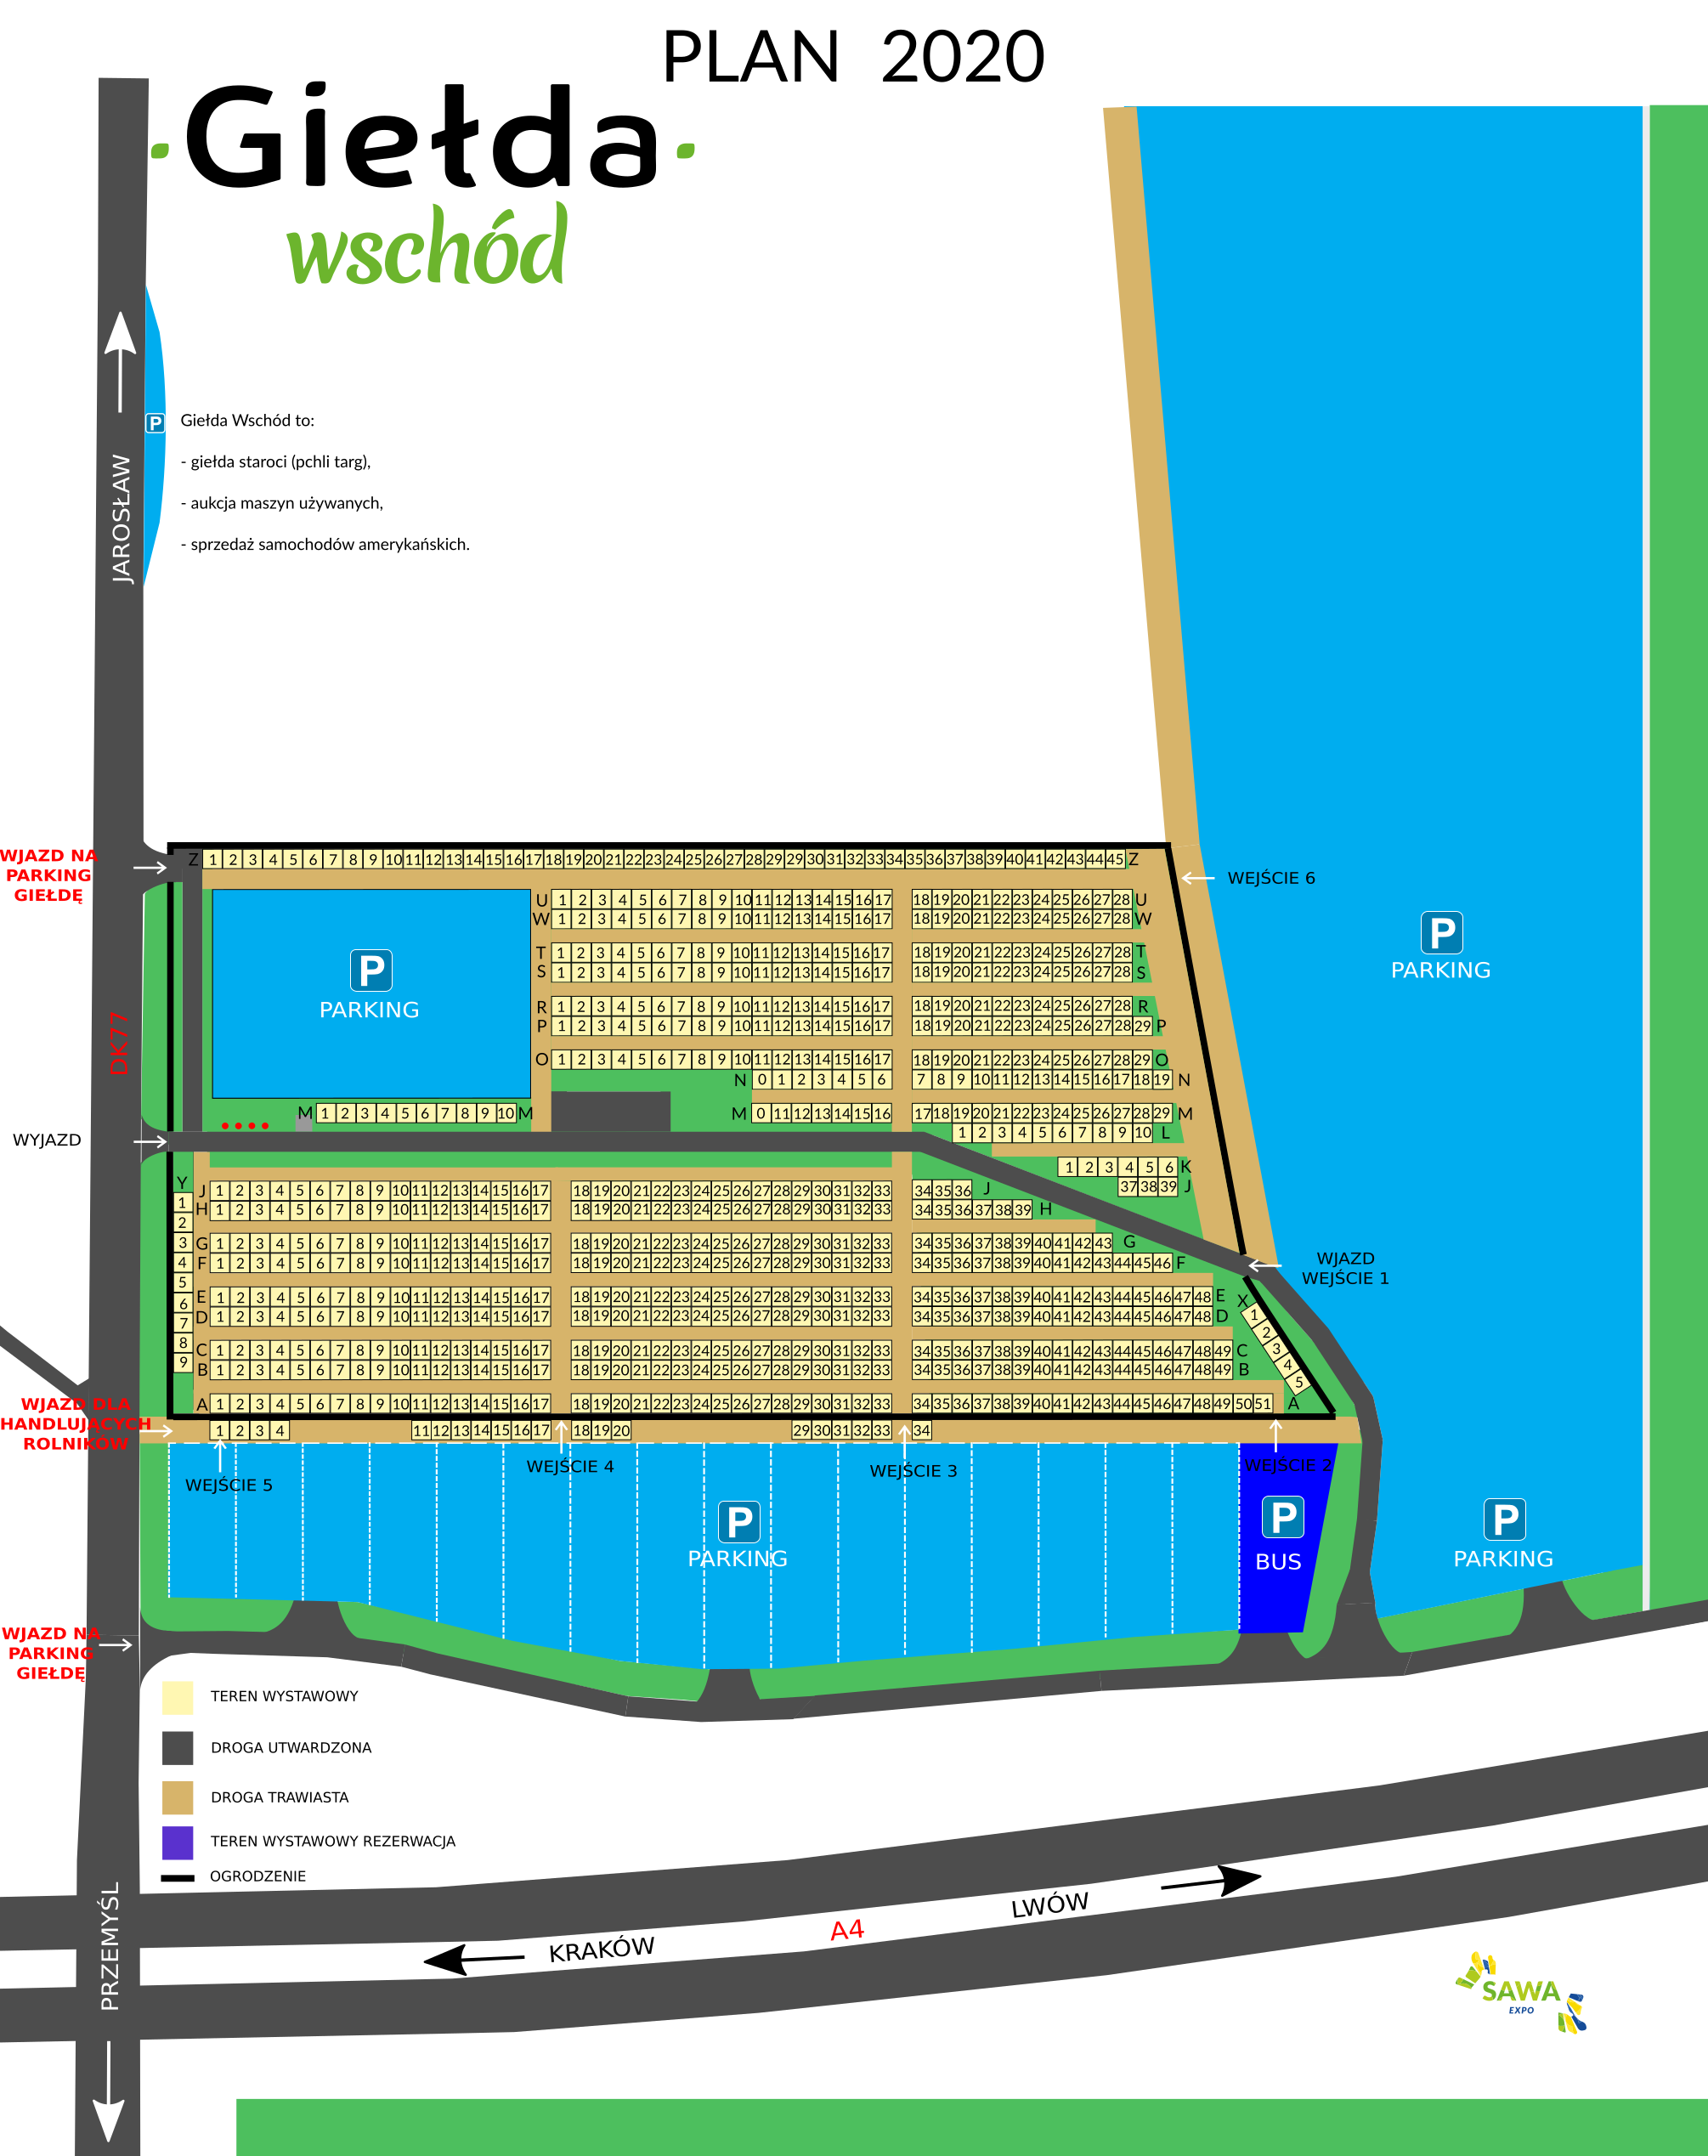 PLAN 2020
Giełda
wschód
JAROSŁAW
P
Giełda Wschód to:
- giełda staroci (pchli targ),
- aukcja maszyn używanych,
- sprzedaż samochodów amerykańskich.
WJAZD NA
PARKING
GIEŁDĘ
Z 1 2 3 4 5 6 7 8 9 10 11 12 13 14 15 16 17 18 19 20 21 22 23 24 25 26 27 28 29 29 30 31 32 33 34 35 36 37 38 39 40 41 42 43 44 45 Z
WEJŚCIE 6
U 1 2 3 4 5 6 7 8 9 10 11 12 13 14 15 16 17 18 19 20 21 22 23 24 25 26 27 28 U
W 1 2 3 4 5 6 7 8 9 10 11 12 13 14 15 16 17 18 19 20 21 22 23 24 25 26 27 28 W
P
PARKING
T 1 2 3 4 5 6 7 8 9 10 11 12 13 14 15 16 17 18 19 20 21 22 23 24 25 26 27 28 T
S 1 2 3 4 5 6 7 8 9 10 11 12 13 14 15 16 17 18 19 20 21 22 23 24 25 26 27 28 S
P
PARKING
R 1 2 3 4 5 6 7 8 9 10 11 12 13 14 15 16 17 18 19 20 21 22 23 24 25 26 27 28 R
P 1 2 3 4 5 6 7 8 9 10 11 12 13 14 15 16 17 18 19 20 21 22 23 24 25 26 27 28 29 P
DK77
O 1 2 3 4 5 6 7 8 9 10 11 12 13 14 15 16 17 18 19 20 21 22 23 24 25 26 27 28 29 O
N 0 1 2 3 4 5 6 7 8 9 10 11 12 13 14 15 16 17 18 19 N
M 1 2 3 4 5 6 7 8 9 10 M M 0 11 12 13 14 15 16 17 18 19 20 21 22 23 24 25 26 27 28 29 M
1 2 3 4 5 6 7 8 9 10 L
WYJAZD
1 2 3 4 5 6 K
37 38 39 J
Y
1
2
3
4
5
6
7
8
9
J 1 2 3 4 5 6 7 8 9 10 11 12 13 14 15 16 17 18 19 20 21 22 23 24 25 26 27 28 29 30 31 32 33 34 35 36 J
H 1 2 3 4 5 6 7 8 9 10 11 12 13 14 15 16 17 18 19 20 21 22 23 24 25 26 27 28 29 30 31 32 33 34 35 36 37 38 39 H
G 1 2 3 4 5 6 7 8 9 10 11 12 13 14 15 16 17 18 19 20 21 22 23 24 25 26 27 28 29 30 31 32 33 34 35 36 37 38 39 40 41 42 43 G
F 1 2 3 4 5 6 7 8 9 10 11 12 13 14 15 16 17 18 19 20 21 22 23 24 25 26 27 28 29 30 31 32 33 34 35 36 37 38 39 40 41 42 43 44 45 46 F
WJAZD
WEJŚCIE 1
E 1 2 3 4 5 6 7 8 9 10 11 12 13 14 15 16 17 18 19 20 21 22 23 24 25 26 27 28 29 30 31 32 33 34 35 36 37 38 39 40 41 42 43 44 45 46 47 48 E
D 1 2 3 4 5 6 7 8 9 10 11 12 13 14 15 16 17 18 19 20 21 22 23 24 25 26 27 28 29 30 31 32 33 34 35 36 37 38 39 40 41 42 43 44 45 46 47 48 D
X
1
2
3
4
5
C 1 2 3 4 5 6 7 8 9 10 11 12 13 14 15 16 17 18 19 20 21 22 23 24 25 26 27 28 29 30 31 32 33 34 35 36 37 38 39 40 41 42 43 44 45 46 47 48 49 C
B 1 2 3 4 5 6 7 8 9 10 11 12 13 14 15 16 17 18 19 20 21 22 23 24 25 26 27 28 29 30 31 32 33 34 35 36 37 38 39 40 41 42 43 44 45 46 47 48 49 B
A 1 2 3 4 5 6 7 8 9 10 11 12 13 14 15 16 17 18 19 20 21 22 23 24 25 26 27 28 29 30 31 32 33 34 35 36 37 38 39 40 41 42 43 44 45 46 47 48 49 50 51 A
WJAZD DLA
HANDLUJACYCH
ROLNIKÓW
1 2 3 4 11 12 13 14 15 16 17 18 19 20 29 30 31 32 33 34
WEJŚCIE 5
WEJŚCIE 4
WEJŚCIE 3
WEJŚCIE 2
P
PARKING
P
BUS
P
PARKING
WJAZD NA
PARKING
GIEŁDĘ
TEREN WYSTAWOWY
DROGA UTWARDZONA
DROGA TRAWIASTA
TEREN WYSTAWOWY REZERWACJA
OGRODZENIE
PRZEMYŚL
KRAKÓW
A4
LWÓW
SAWA
EXPO